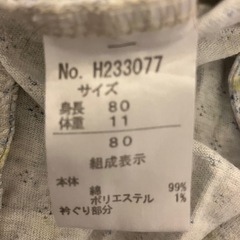 No. H233077
サイズ
身長 80
体重 11
80
組成表示
本体 綿 99%
ポリエステル 1%
衿ぐり部分